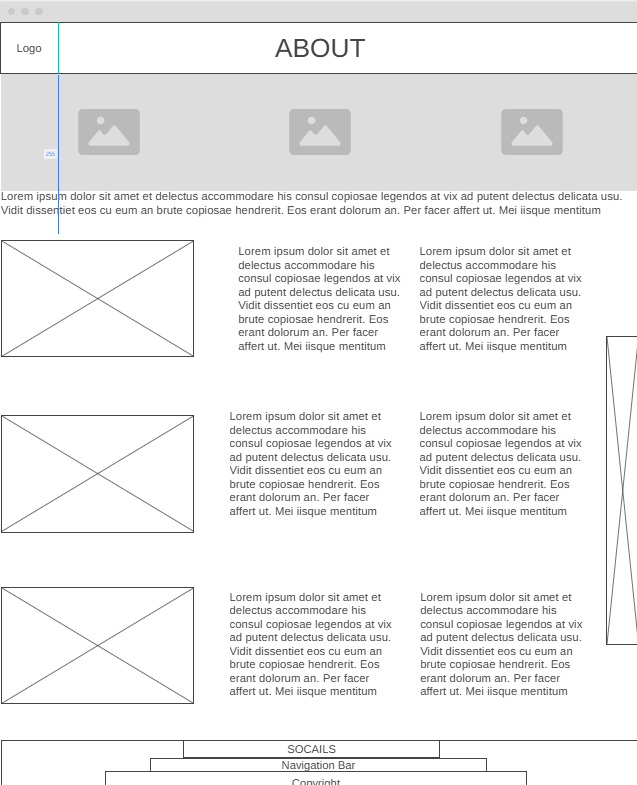 Logo
ABOUT
255
Lorem ipsum dolor sit amet et delectus accommodare his consul copiosae legendos at vix ad putent delectus delicata usu.
Vidit dissentiet eos cu eum an brute copiosae hendrerit. Eos erant dolorum an. Per facer affert ut. Mei iisque mentitum
Lorem ipsum dolor sit amet et
delectus accommodare his
consul copiosae legendos at vix
ad putent delectus delicata usu.
Vidit dissentiet eos cu eum an
brute copiosae hendrerit. Eos
erant dolorum an. Per facer
affert ut. Mei iisque mentitum
Lorem ipsum dolor sit amet et
delectus accommodare his
consul copiosae legendos at vix
ad putent delectus delicata usu.
Vidit dissentiet eos cu eum an
brute copiosae hendrerit. Eos
erant dolorum an. Per facer
affert ut. Mei iisque mentitum
Lorem ipsum dolor sit amet et
delectus accommodare his
consul copiosae legendos at vix
ad putent delectus delicata usu.
Vidit dissentiet eos cu eum an
brute copiosae hendrerit. Eos
erant dolorum an. Per facer
affert ut. Mei iisque mentitum
Lorem ipsum dolor sit amet et
delectus accommodare his
consul copiosae legendos at vix
ad putent delectus delicata usu.
Vidit dissentiet eos cu eum an
brute copiosae hendrerit. Eos
erant dolorum an. Per facer
affert ut. Mei iisque mentitum
Lorem ipsum dolor sit amet et
delectus accommodare his
consul copiosae legendos at vix
ad putent delectus delicata usu.
Vidit dissentiet eos cu eum an
brute copiosae hendrerit. Eos
erant dolorum an. Per facer
affert ut. Mei iisque mentitum
Lorem ipsum dolor sit amet et
delectus accommodare his
consul copiosae legendos at vix
ad putent delectus delicata usu.
Vidit dissentiet eos cu eum an
brute copiosae hendrerit. Eos
erant dolorum an. Per facer
affert ut. Mei iisque mentitum
SOCAILS
Navigation Bar
Copyright